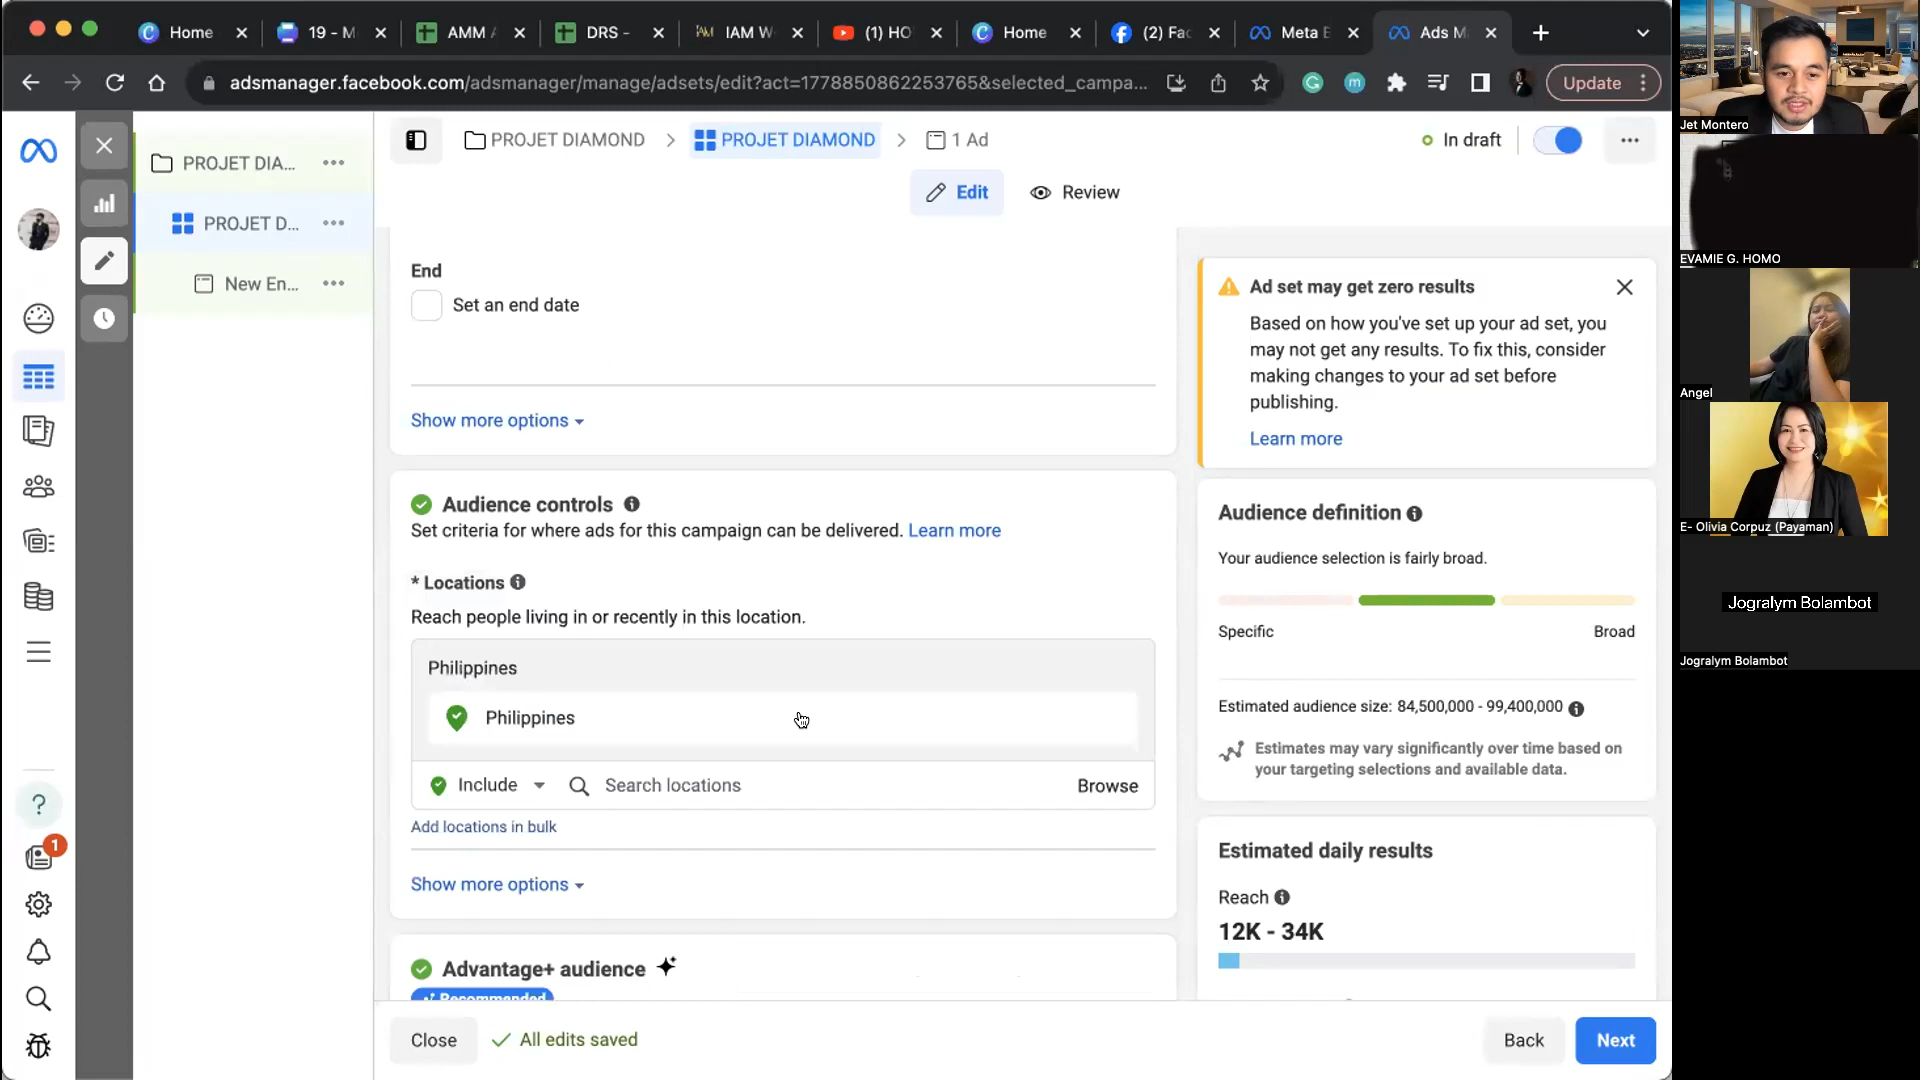 Home
19 - M
AMM
DRS -
IAM W
(1) HO
Home
(2) Fac
Meta B
Ads M
adsmanager.facebook.com/adsmanager/manage/adsets/edit?act=1778850862253765&selected_campa...
Update
PROJET DIA...
PROJET D...
New En...
PROJET DIAMOND
PROJET DIAMOND
1 Ad
In draft
Edit
Review
End
Set an end date
Show more options
Audience controls
Set criteria for where ads for this campaign can be delivered. Learn more
* Locations
Reach people living in or recently in this location.
Philippines
Philippines
Include
Search locations
Browse
Add locations in bulk
Show more options
Advantage+ audience
Recommended
Ad set may get zero results
Based on how you've set up your ad set, you
may not get any results. To fix this, consider
making changes to your ad set before
publishing.
Learn more
Audience definition
Your audience selection is fairly broad.
Specific
Broad
Estimated audience size: 84,500,000 - 99,400,000
Estimates may vary significantly over time based on
your targeting selections and available data.
Estimated daily results
Reach
12K - 34K
Close
All edits saved
Back
Next
1
Jet Montero
EVAMIE G. HOMO
Angel
E- Olivia Corpuz (Payaman)
Jogralym Bolambot
Jogralym Bolambot